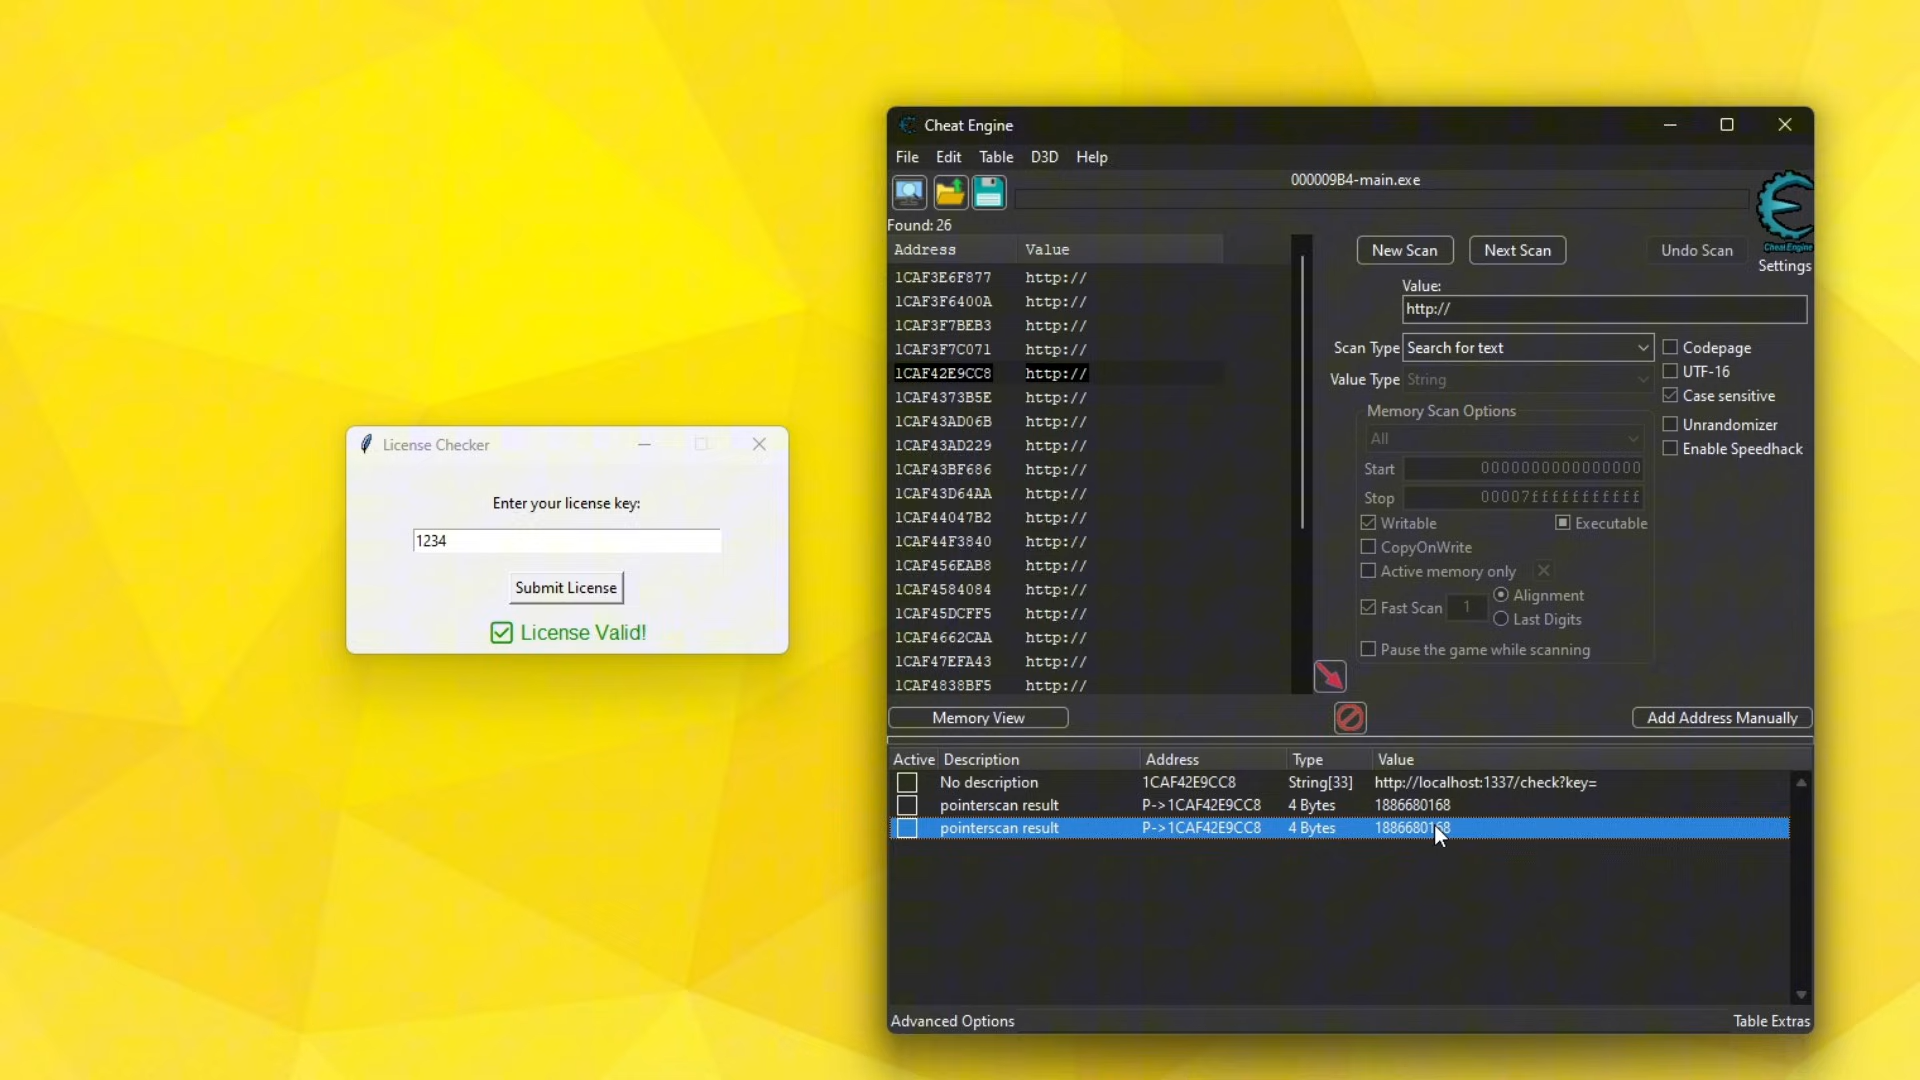 License Checker
Enter your license key:
1234
Submit License
License Valid!
Cheat Engine
File Edit Table D3D Help
000009B4-main.exe
Found: 26
Address Value
1CAF3E6F877 http://
1CAF3F6400A http://
1CAF3F7BEB3 http://
1CAF3F7C071 http://
1CAF42E9CC8 http://
1CAF4373B5E http://
1CAF43AD06B http://
1CAF43AD229 http://
1CAF43BF686 http://
1CAF43D64AA http://
1CAF44047B2 http://
1CAF44F3840 http://
1CAF456EAB8 http://
1CAF4584084 http://
1CAF45DCFF5 http://
1CAF4662CAA http://
1CAF47EFA43 http://
1CAF4838BF5 http://
New Scan Next Scan Undo Scan
Cheat Engine
Settings
Value:
http://
Scan Type Search for text
Value Type String
Codepage
UTF-16
Case sensitive
Unrandomizer
Enable Speedhack
Memory Scan Options
All
Start 0000000000000000
Stop 00007fffffffffff
Writable Executable
CopyOnWrite
Active memory only
Fast Scan 1 Alignment
Last Digits
Pause the game while scanning
Memory View
Add Address Manually
Active Description Address Type Value
No description 1CAF42E9CC8 String[33] http://localhost:1337/check?key=
pointerscan result P->1CAF42E9CC8 4 Bytes 1886680168
pointerscan result P->1CAF42E9CC8 4 Bytes 1886680168
Advanced Options Table Extras